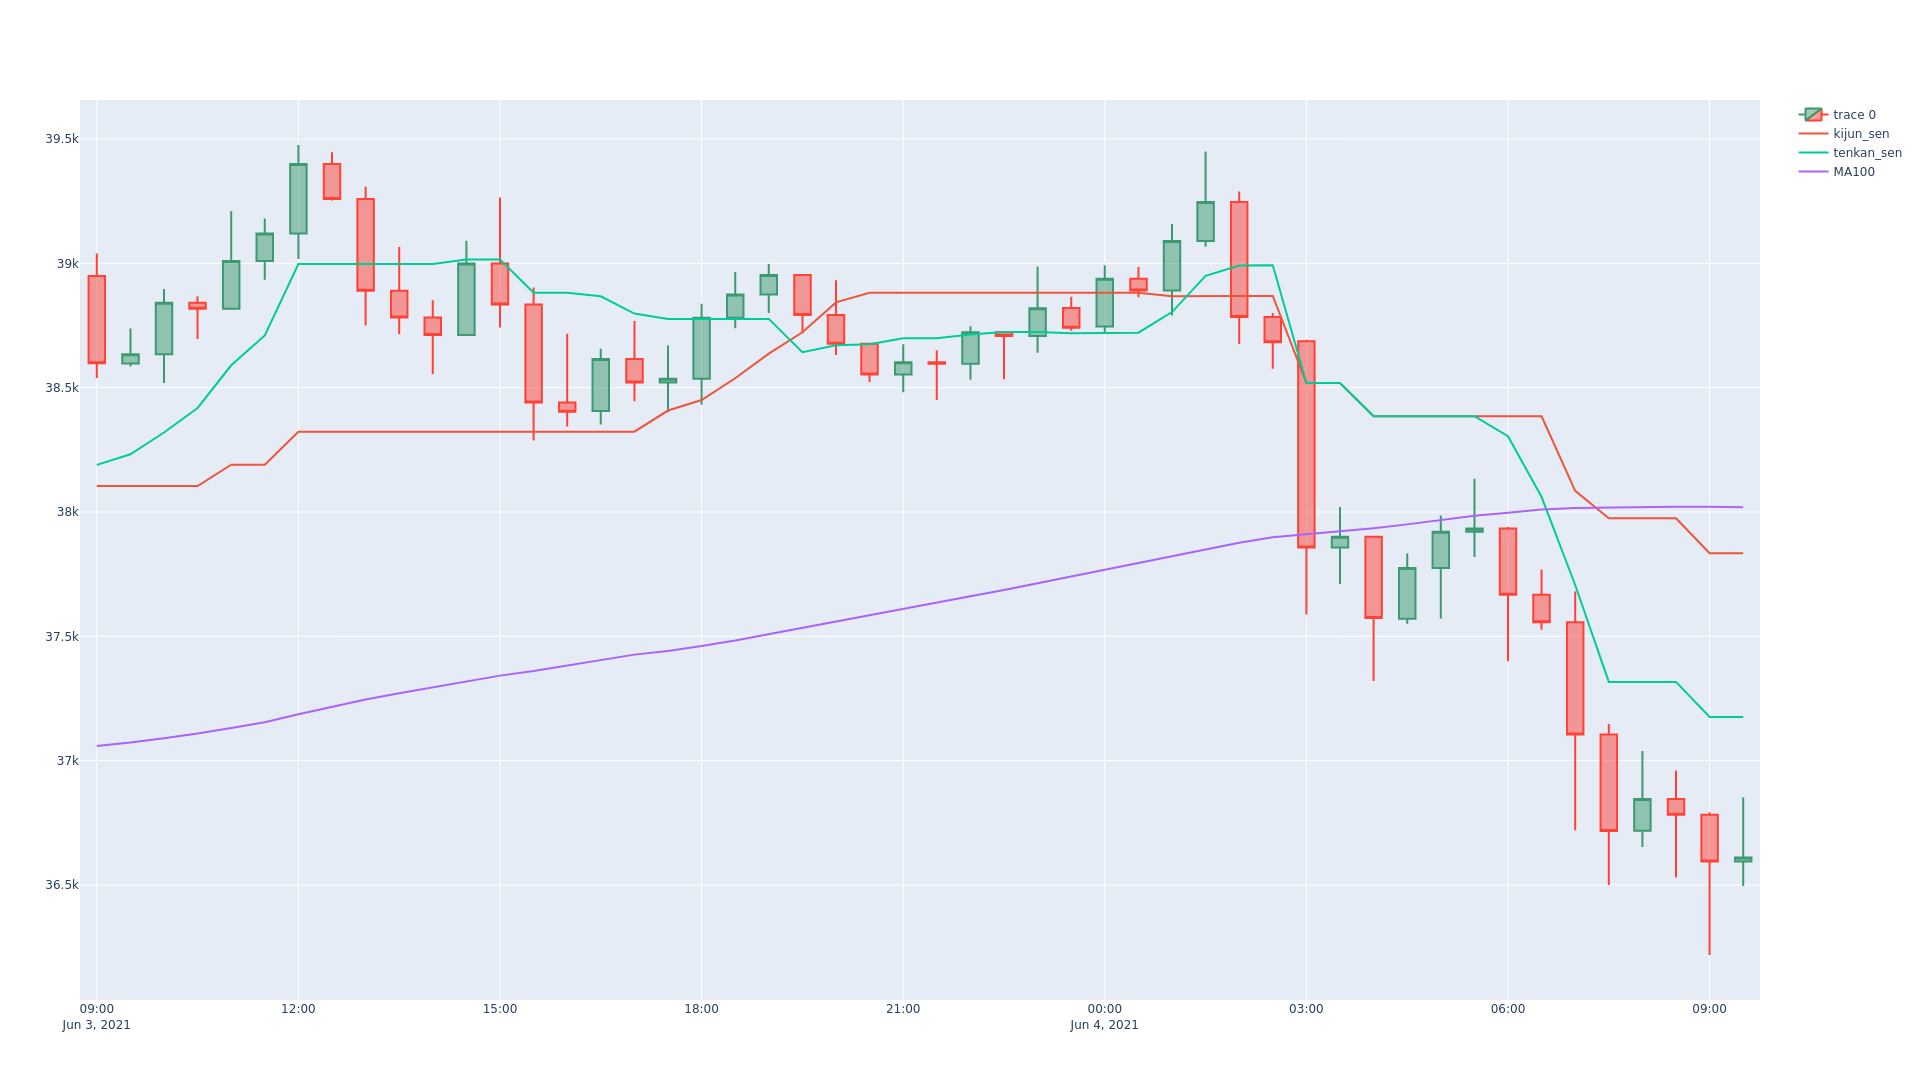 39.5k
39k
38.5k
38k
37.5k
37k
36.5k
09:00
Jun 3, 2021
12:00
15:00
18:00
21:00
00:00
Jun 4, 2021
03:00
06:00
09:00
trace 0
kijun_sen
tenkan_sen
MA100